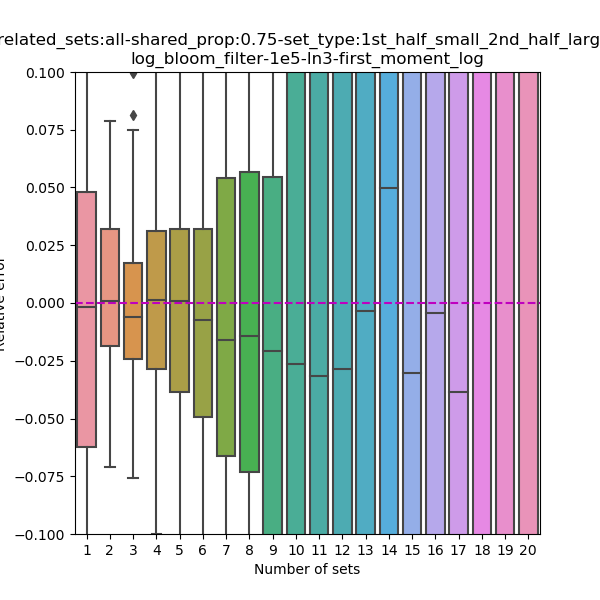 related_sets:all-shared_prop:0.75-set_type:1st_half_small_2nd_half_larg
log_bloom_filter-1e5-ln3-first_moment_log
0.100
0.075
0.050
0.025
0.000
−0.025
−0.050
−0.075
−0.100
Relative error
1 2 3 4 5 6 7 8 9 10 11 12 13 14 15 16 17 18 19 20
Number of sets